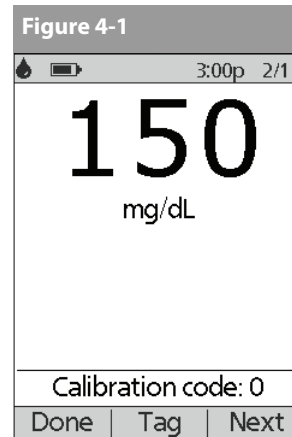 Figure 4-1
3:00p 2/1
150
mg/dL
Calibration code: 0
Done | Tag | Next